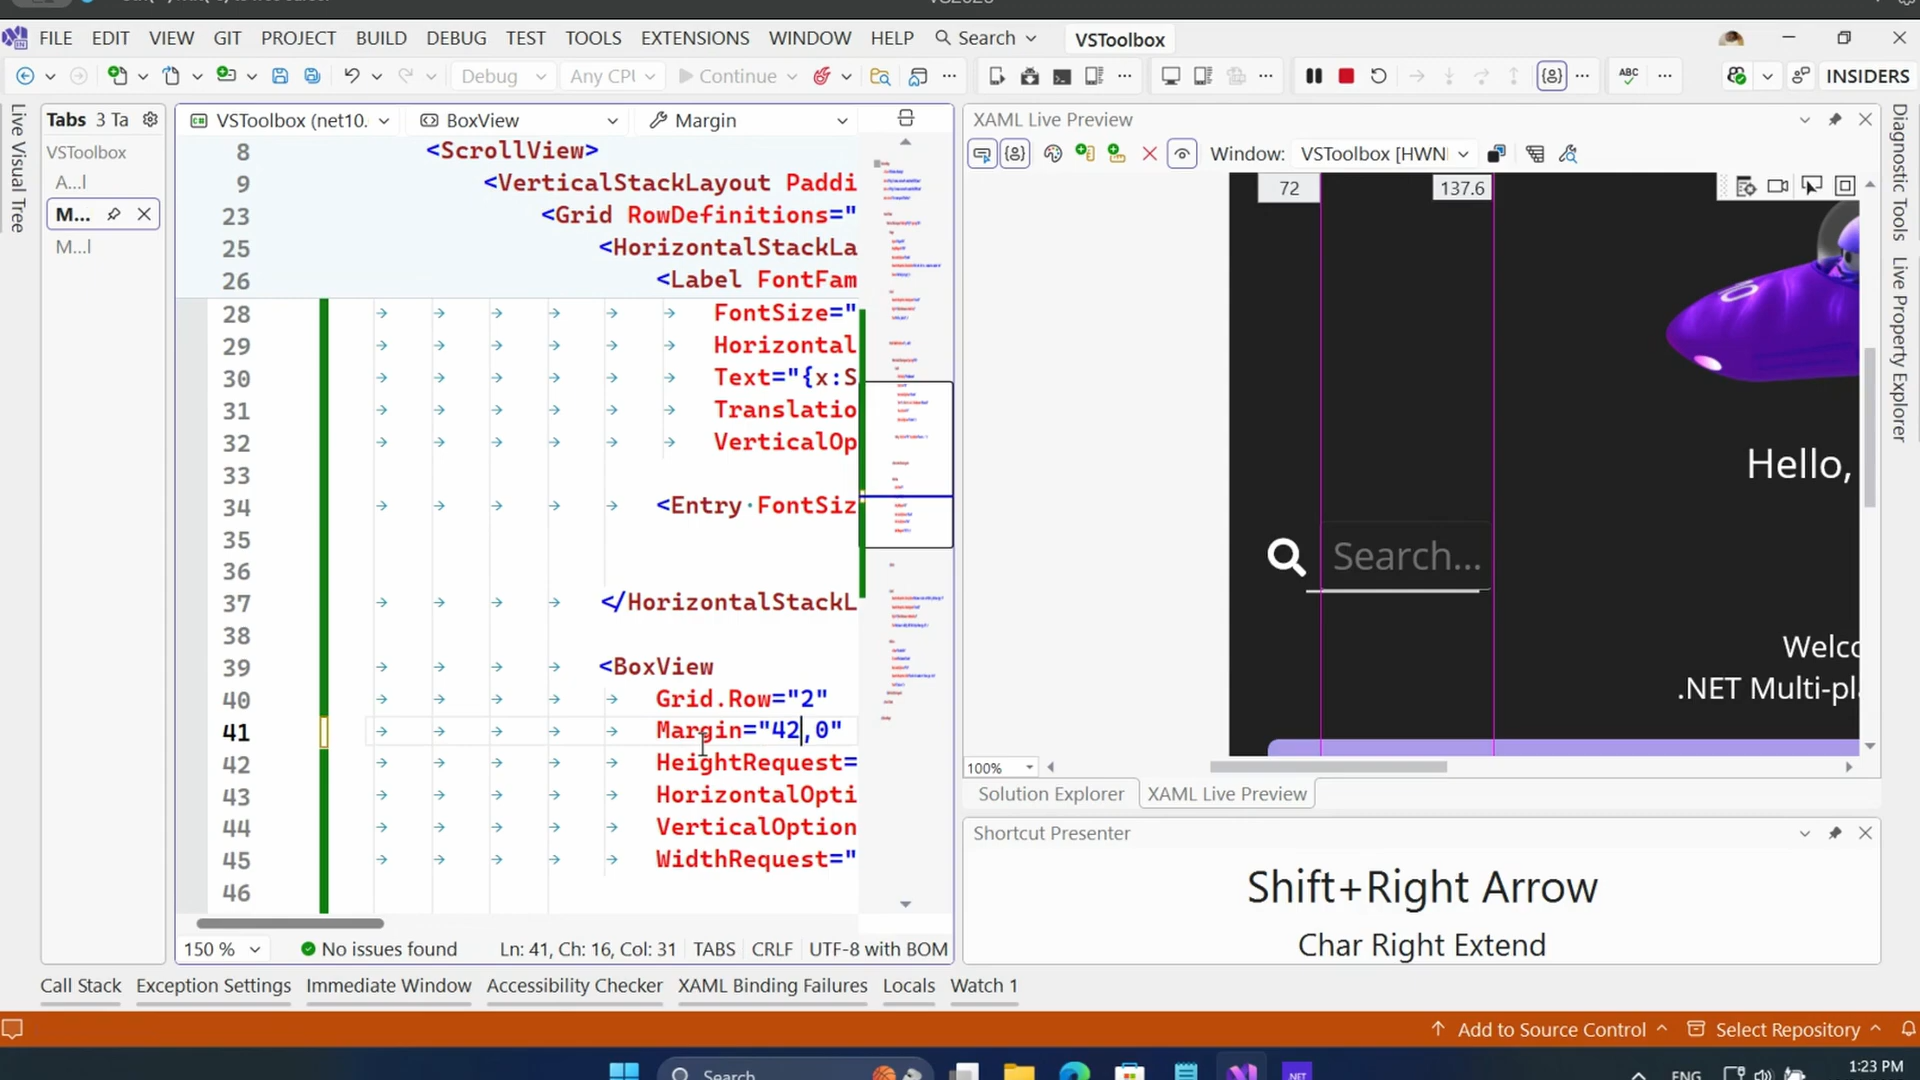 FILE EDIT VIEW GIT PROJECT BUILD DEBUG TEST TOOLS EXTENSIONS WINDOW HELP Search VSToolbox
Debug Any CPU Continue ABC INSIDERS
Live Visual Tree
Tabs 3 Ta
VSToolbox
A...l
M...
M...l
VSToolbox (net10. BoxView Margin
8 <ScrollView>
9 <VerticalStackLayout Paddi
23 <Grid RowDefinitions="
25 <HorizontalStackLa
26 <Label FontFam
28 FontSize="
29 Horizontal
30 Text="{x:S
31 Translatio
32 VerticalOp
33
34 <Entry FontSiz
35
36
37 </HorizontalStackL
38
39 <BoxView
40 Grid.Row="2"
41 Margin="42,0"
42 HeightRequest=
43 HorizontalOpti
44 VerticalOption
45 WidthRequest="
46
150 % No issues found Ln: 41, Ch: 16, Col: 31 TABS CRLF UTF-8 with BOM
XAML Live Preview
Window: VSToolbox [HWN
72 137.6
Hello,
Search...
Welco
.NET Multi-pl
100%
Solution Explorer XAML Live Preview
Shortcut Presenter
Shift+Right Arrow
Char Right Extend
Diagnostic Tools
Live Property Explorer
Call Stack Exception Settings Immediate Window Accessibility Checker XAML Binding Failures Locals Watch 1
Add to Source Control Select Repository
Search .NET ENG 1:23 PM